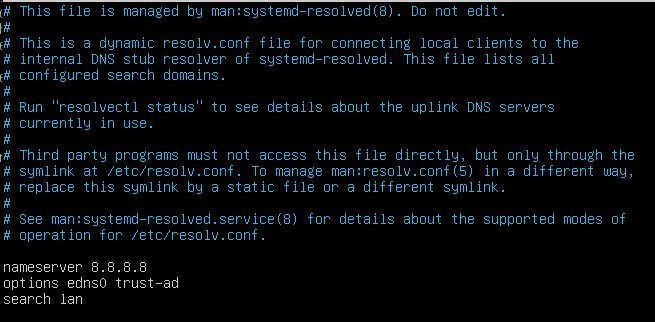 # This file is managed by man:systemd-resolved(8). Do not edit.
#
# This is a dynamic resolv.conf file for connecting local clients to the
# internal DNS stub resolver of systemd-resolved. This file lists all
# configured search domains.
#
# Run "resolvectl status" to see details about the uplink DNS servers
# currently in use.
#
# Third party programs must not access this file directly, but only through the
# symlink at /etc/resolv.conf. To manage man:resolv.conf(5) in a different way,
# replace this symlink by a static file or a different symlink.
#
# See man:systemd-resolved.service(8) for details about the supported modes of
# operation for /etc/resolv.conf.
nameserver 8.8.8.8
options edns0 trust-ad
search lan